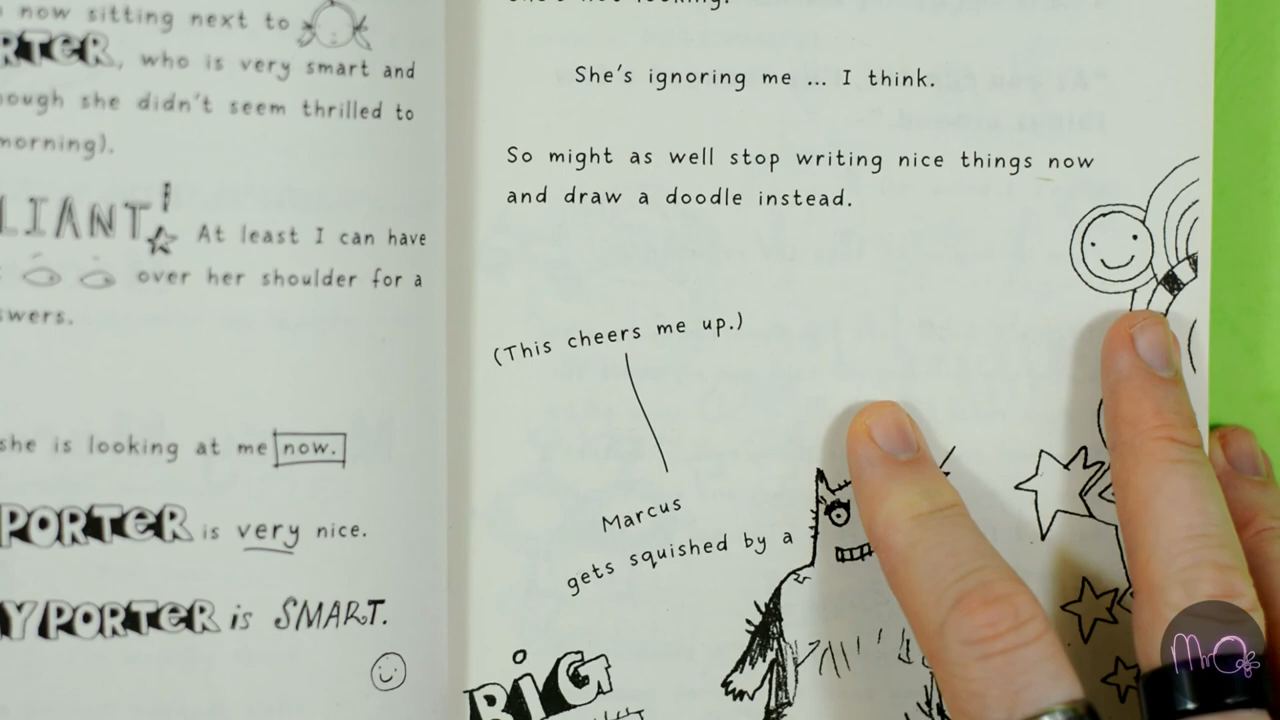 now sitting next to
RTER, who is very smart and
ough she didn't seem thrilled to
morning).
LIANT! At least I can have
over her shoulder for a
swers.
she is looking at me now.
PORTER is very nice.
Y PORTER is SMART.
She's ignoring me ... I think.
So might as well stop writing nice things now
and draw a doodle instead.
(This cheers me up.)
Marcus
gets squished by a
BIG
MrO